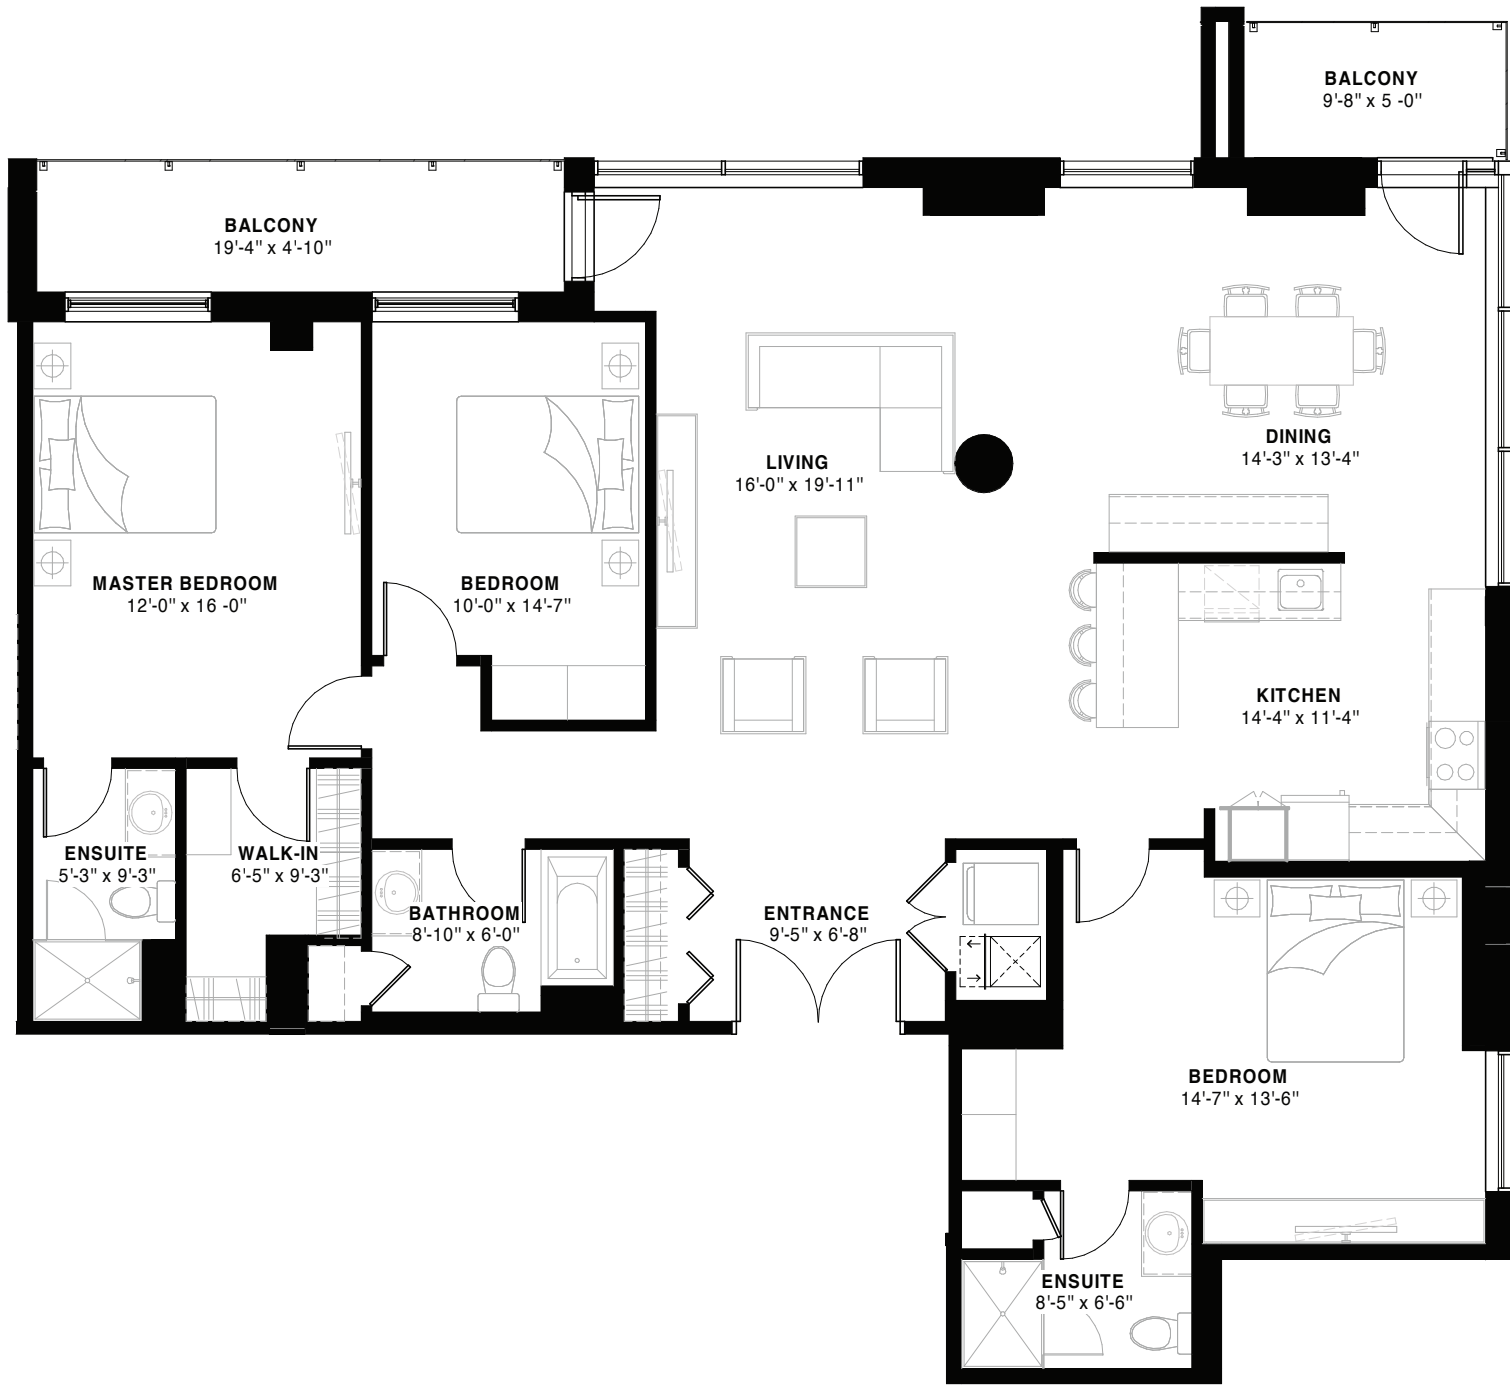 BALCONY
9'-8" x 5 -0"
BALCONY
19'-4" x 4'-10"
DINING
14'-3" x 13'-4"
LIVING
16'-0" x 19'-11"
MASTER BEDROOM
12'-0" x 16 -0"
BEDROOM
10'-0" x 14'-7"
KITCHEN
14'-4" x 11'-4"
ENSUITE
5'-3" x 9'-3"
WALK-IN
6'-5" x 9'-3"
BATHROOM
8'-10" x 6'-0"
ENTRANCE
9'-5" x 6'-8"
BEDROOM
14'-7" x 13'-6"
ENSUITE
8'-5" x 6'-6"